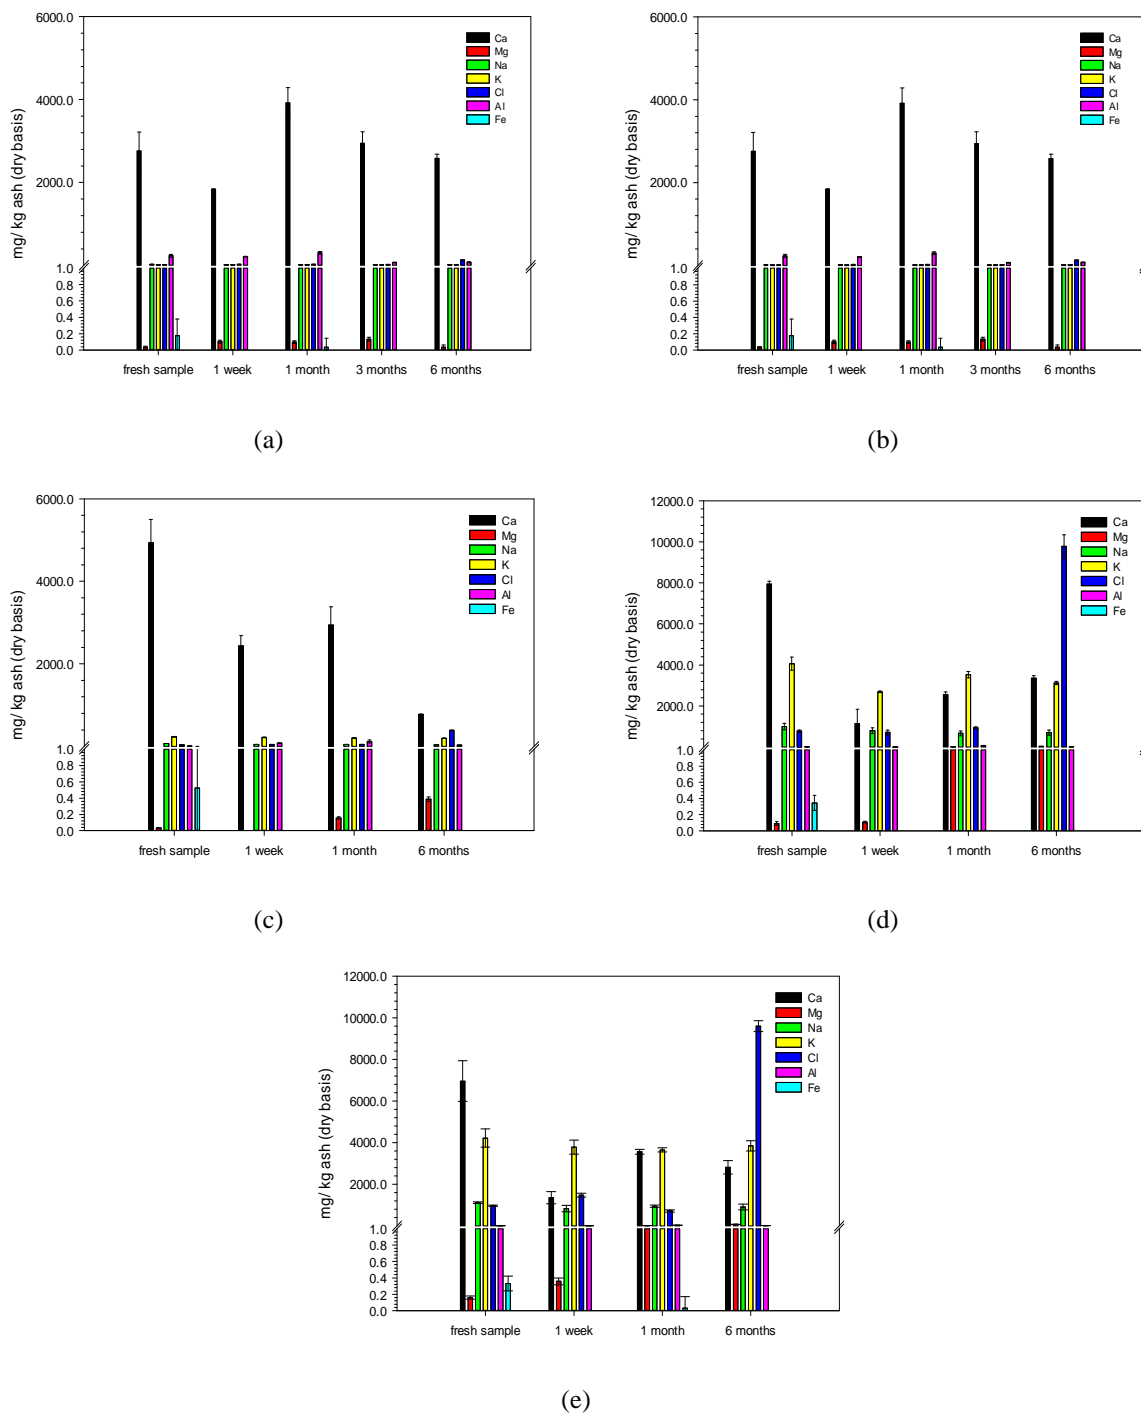 6000.0
4000.0
2000.0
1.0
0.8
0.6
0.4
0.2
0.0
mg/ kg ash (dry basis)
Ca
Mg
Na
K
Cl
Al
Fe
fresh sample 1 week 1 month 3 months 6 months
(a)
6000.0
4000.0
2000.0
1.0
0.8
0.6
0.4
0.2
0.0
mg/ kg ash (dry basis)
Ca
Mg
Na
K
Cl
Al
Fe
fresh sample 1 week 1 month 3 months 6 months
(b)
6000.0
4000.0
2000.0
1.0
0.8
0.6
0.4
0.2
0.0
mg/ kg ash (dry basis)
Ca
Mg
Na
K
Cl
Al
Fe
fresh sample 1 week 1 month 6 months
(c)
12000.0
10000.0
8000.0
6000.0
4000.0
2000.0
1.0
0.8
0.6
0.4
0.2
0.0
mg/ kg ash (dry basis)
Ca
Mg
Na
K
Cl
Al
Fe
fresh sample 1 week 1 month 6 months
(d)
12000.0
10000.0
8000.0
6000.0
4000.0
2000.0
1.0
0.8
0.6
0.4
0.2
0.0
mg/ kg ash (dry basis)
Ca
Mg
Na
K
Cl
Al
Fe
fresh sample 1 week 1 month 6 months
(e)